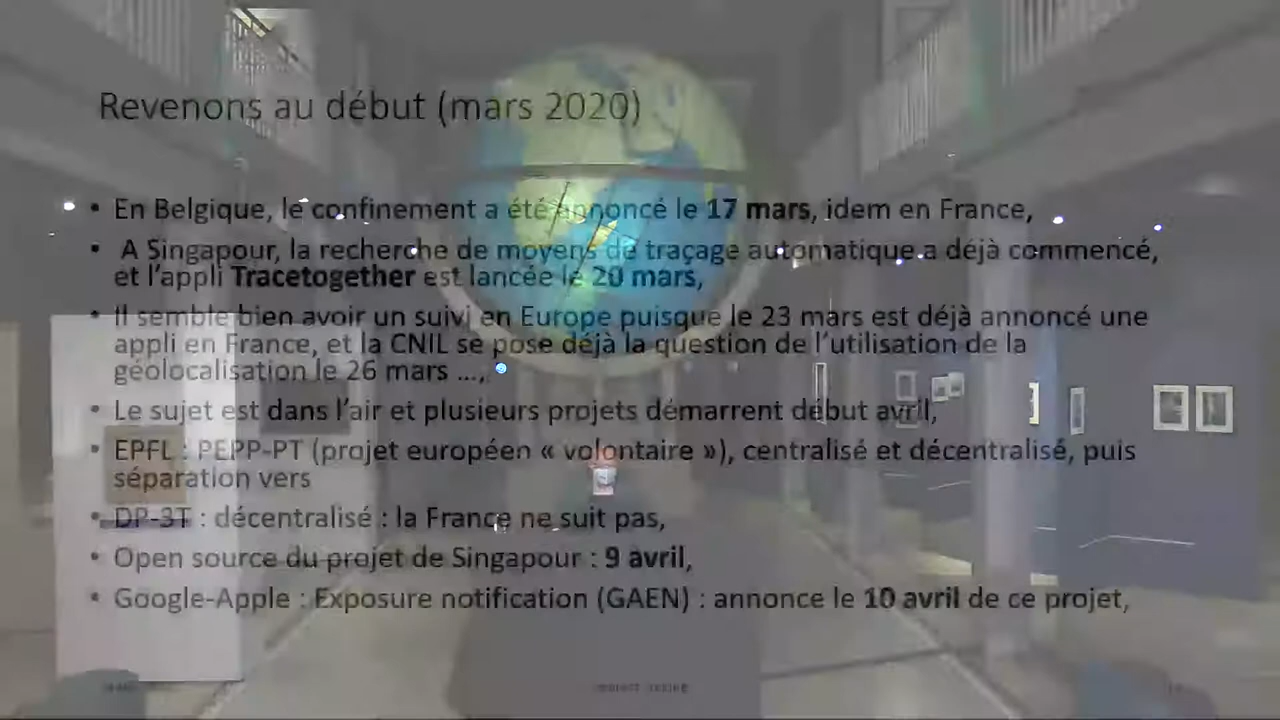 Revenons au début (mars 2020)
• En Belgique, le confinement a été annoncé le 17 mars, idem en France,
• A Singapour, la recherche de moyens de traçage automatique a déjà commencé,
et l'appli Tracetogether est lancée le 20 mars,
• Il semble bien avoir un suivi en Europe puisque le 23 mars est déjà annoncé une
appli en France, et la CNIL se pose déjà la question de l'utilisation de la
géolocalisation le 26 mars …,
• Le sujet est dans l'air et plusieurs projets démarrent début avril,
• EPFL : PEPP-PT (projet européen « volontaire »), centralisé et décentralisé, puis
séparation vers
• DP-3T : décentralisé : la France ne suit pas,
• Open source du projet de Singapour : 9 avril,
• Google-Apple : Exposure notification (GAEN) : annonce le 10 avril de ce projet,